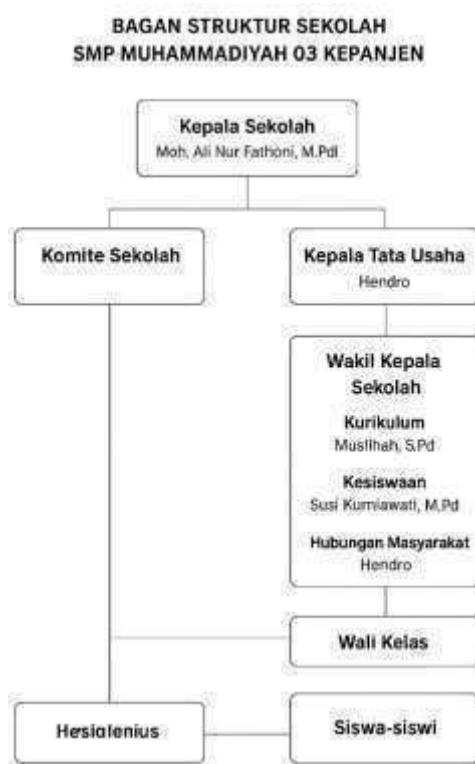 BAGAN STRUKTUR SEKOLAH
SMP MUHAMMADIYAH 03 KEPANJEN
Kepala Sekolah
Moh, Ali Nur Fathoni, M.PdI
Komite Sekolah
Kepala Tata Usaha
Hendro
Wakil Kepala
Sekolah
Kurikulum
Muslihah, S.Pd
Kesiswaan
Susi Kurniawati, M.Pd
Hubungan Masyarakat
Hendro
Wali Kelas
Siswa-siswi